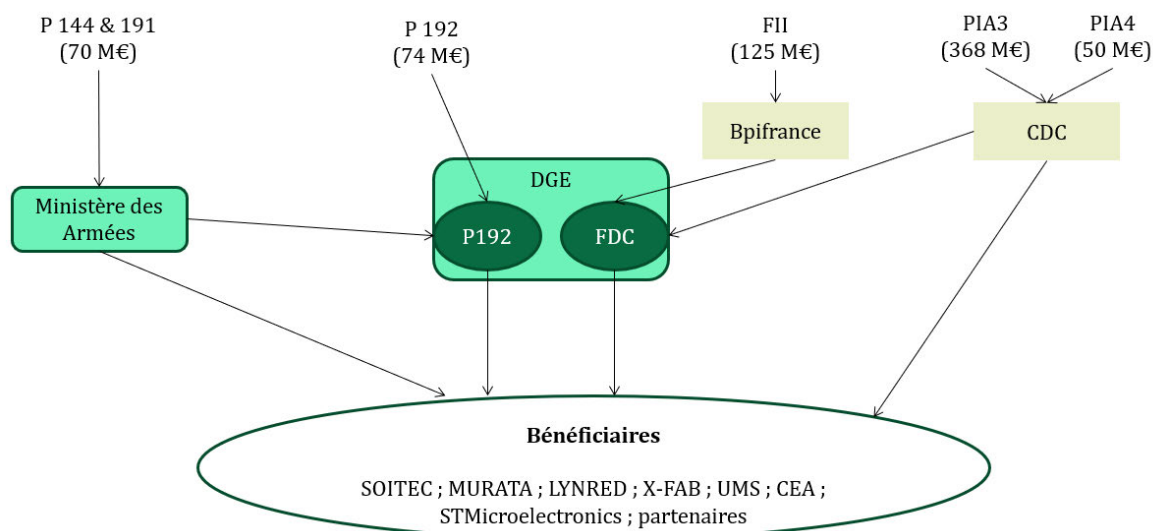 P 144 & 191
(70 M€)
P 192
(74 M€)
FII
(125 M€)
PIA3
(368 M€)
PIA4
(50 M€)
Bpifrance
CDC
DGE
Ministère des
Armées
P192
FDC
Bénéficiaires
SOITEC ; MURATA ; LYNRED ; X-FAB ; UMS ; CEA ;
STMicroelectronics ; partenaires